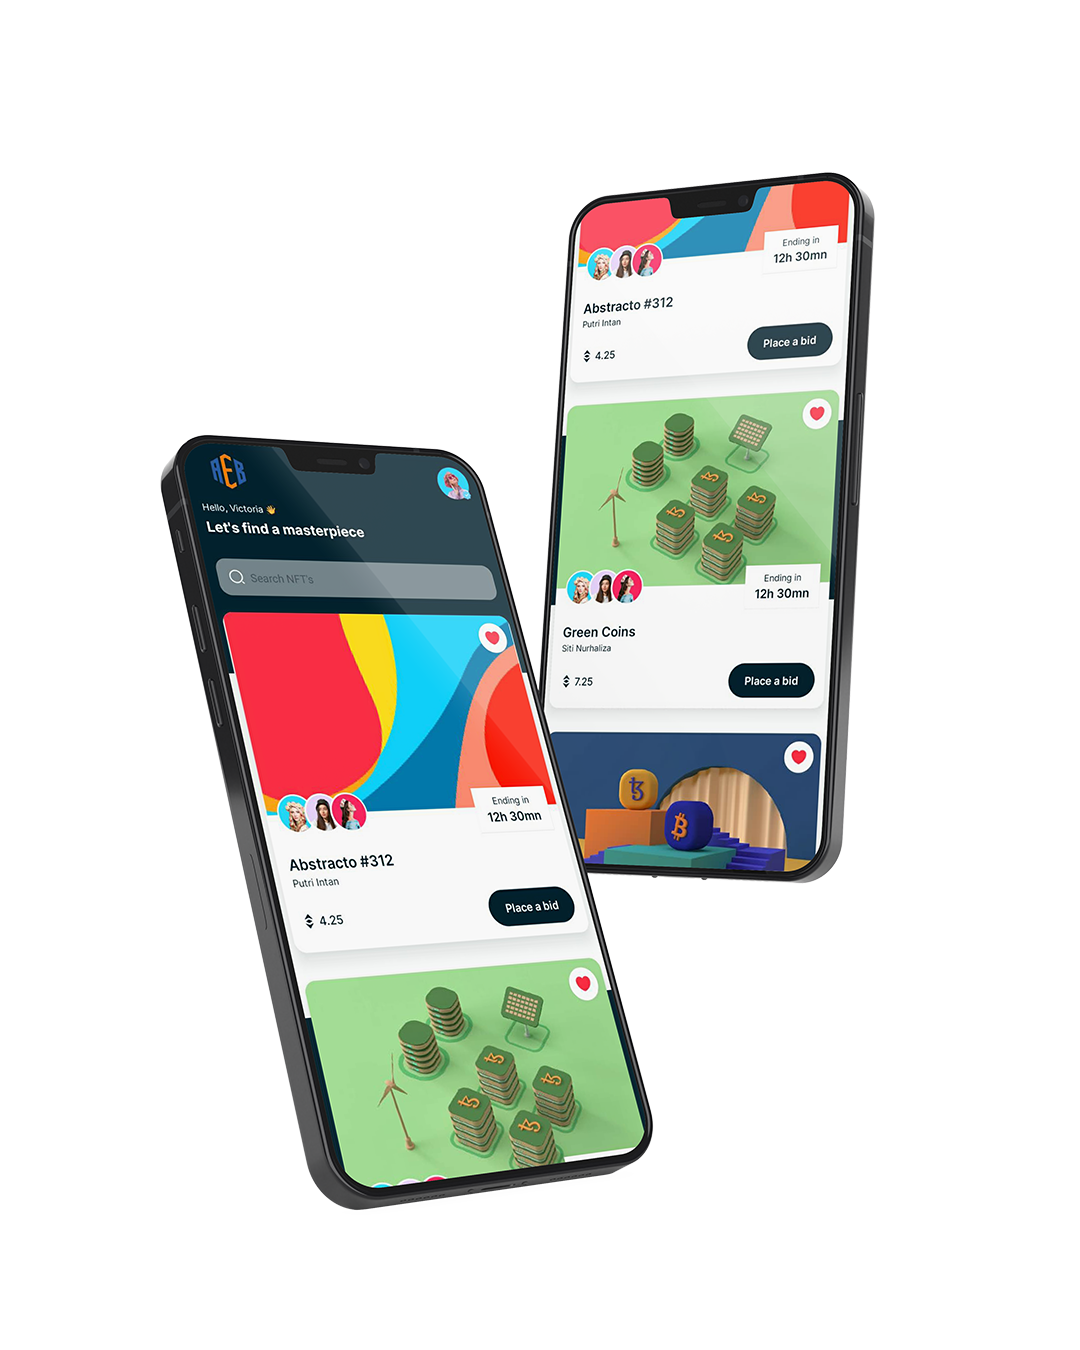 AEB
Hello, Victoria 👋
Let's find a masterpiece
Search NFT's
Ending in
12h 30mn
Abstracto #312
Putri Intan
4.25
Place a bid
Ending in
12h 30mn
Abstracto #312
Putri Intan
4.25
Place a bid
Ending in
12h 30mn
Green Coins
Siti Nurhaliza
7.25
Place a bid